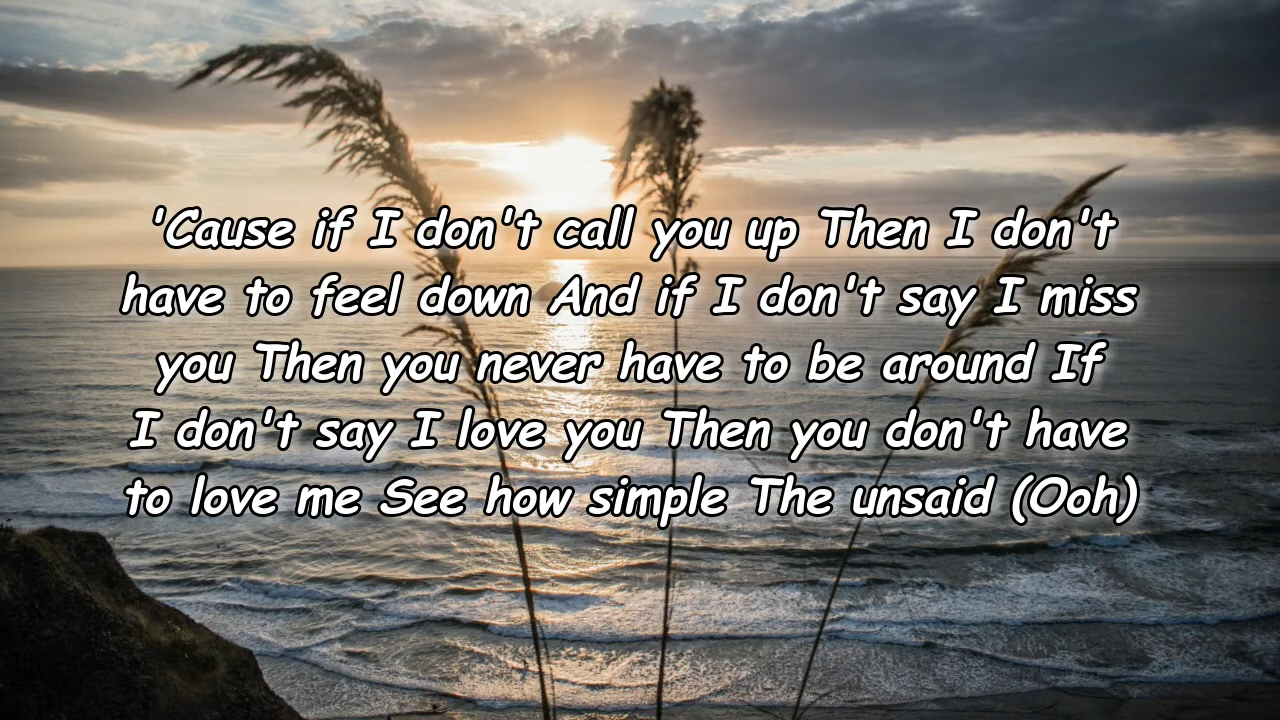 'Cause if I don't call you up Then I don't
have to feel down And if I don't say I miss
you Then you never have to be around If
I don't say I love you Then you don't have
to love me See how simple The unsaid (Ooh)